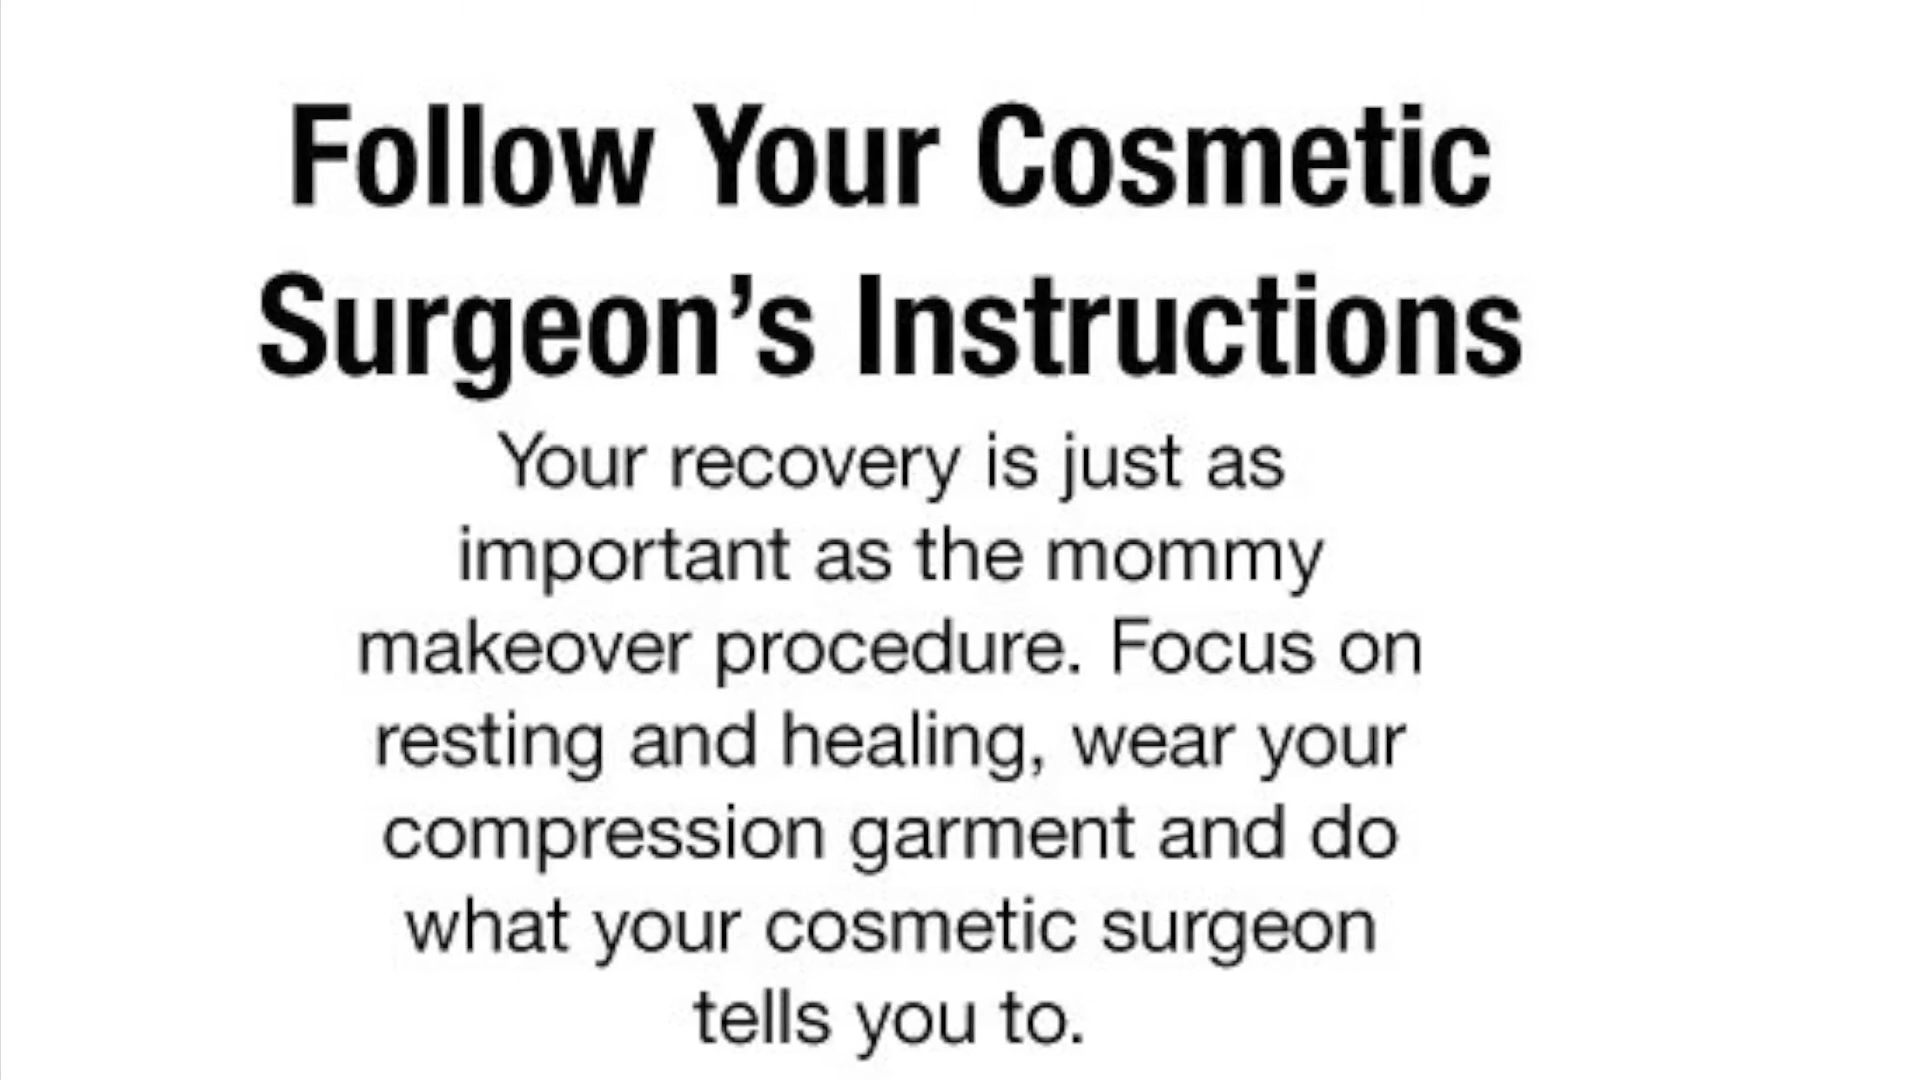 Follow Your Cosmetic
Surgeon’s Instructions
Your recovery is just as
important as the mommy
makeover procedure. Focus on
resting and healing, wear your
compression garment and do
what your cosmetic surgeon
tells you to.